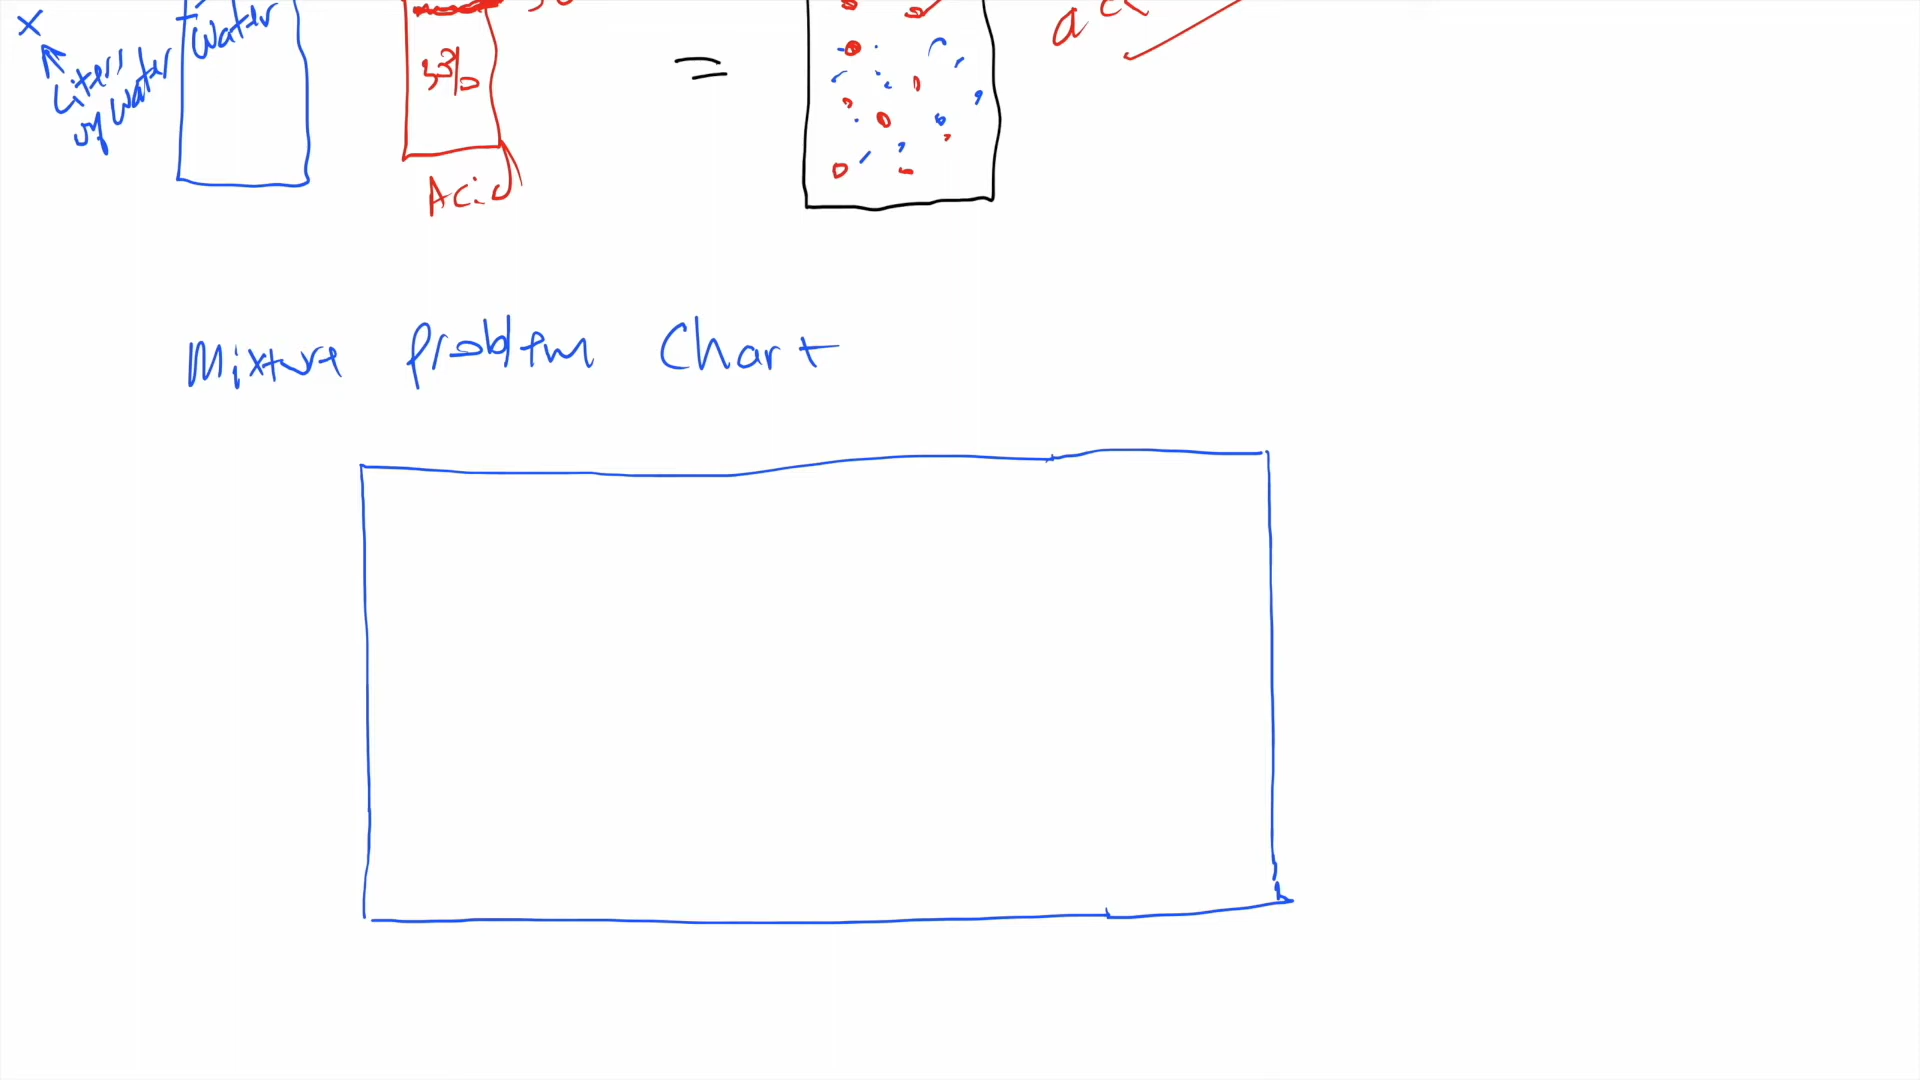 x
Water
Liters
of Water
33%
=
Acid
Mixture Problem Chart